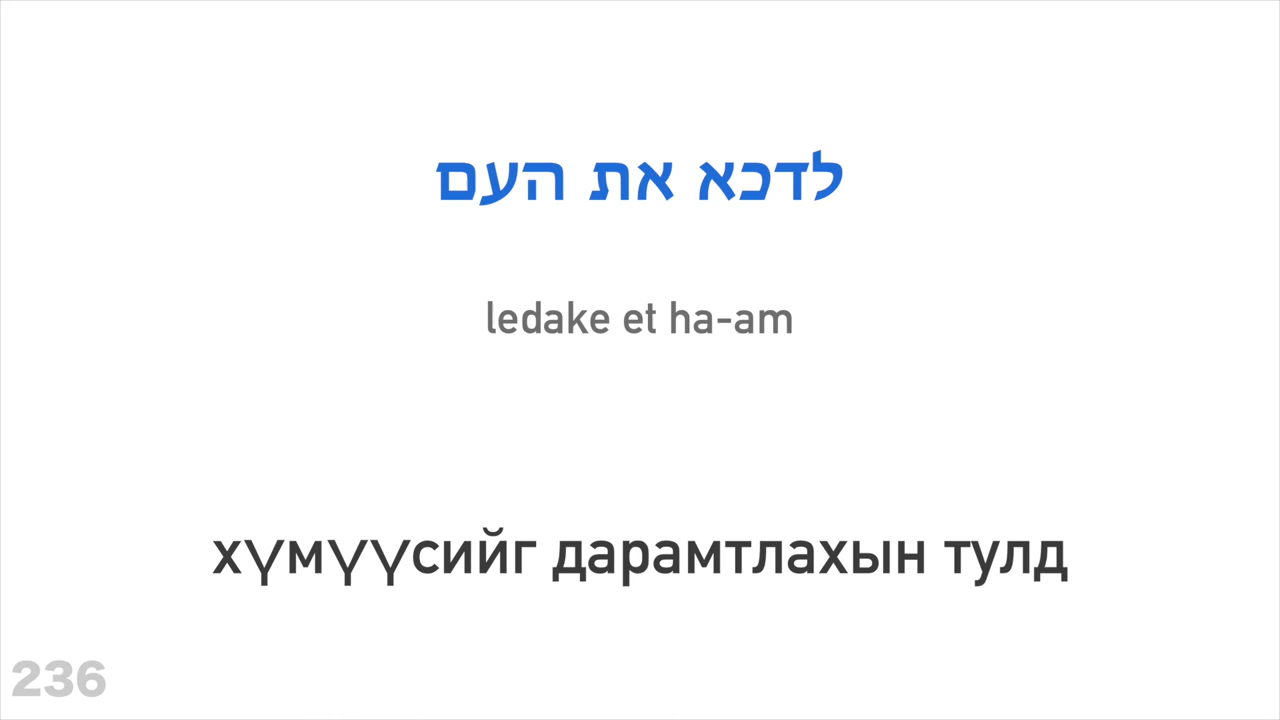 לדכא את העם
ledake et ha-am
хүмүүсийг дарамтлахын тулд
236